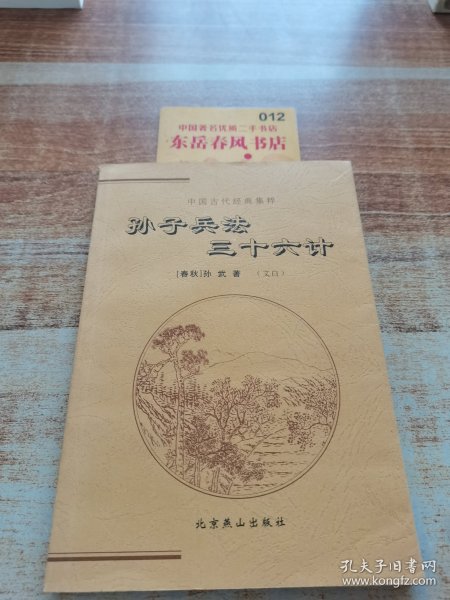 012
中国著名优质二手书店
东岳春风书店
中国古代经典集粹
孙子兵法
三十六计
[春秋]孙 武 著 (文白)
北京燕山出版社
孔夫子旧书网
www.kongfz.com